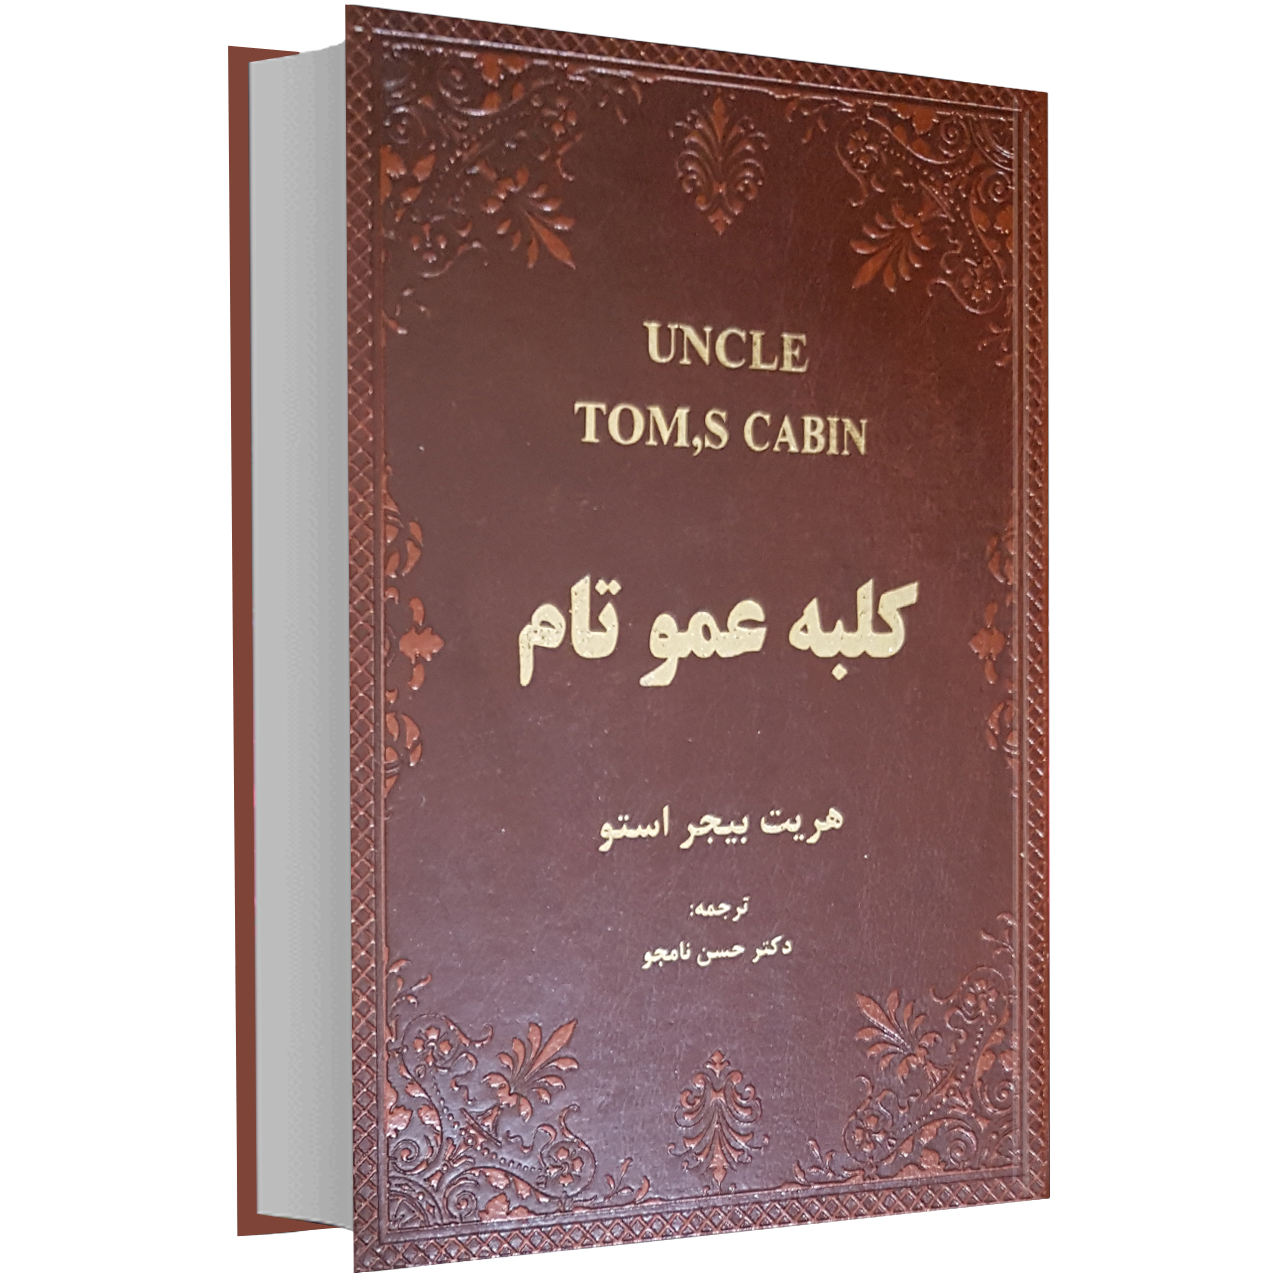 UNCLE
TOM,S CABIN
کلبه عمو تام
هریت بیجر استو
ترجمه:
دکتر حسن نامجو